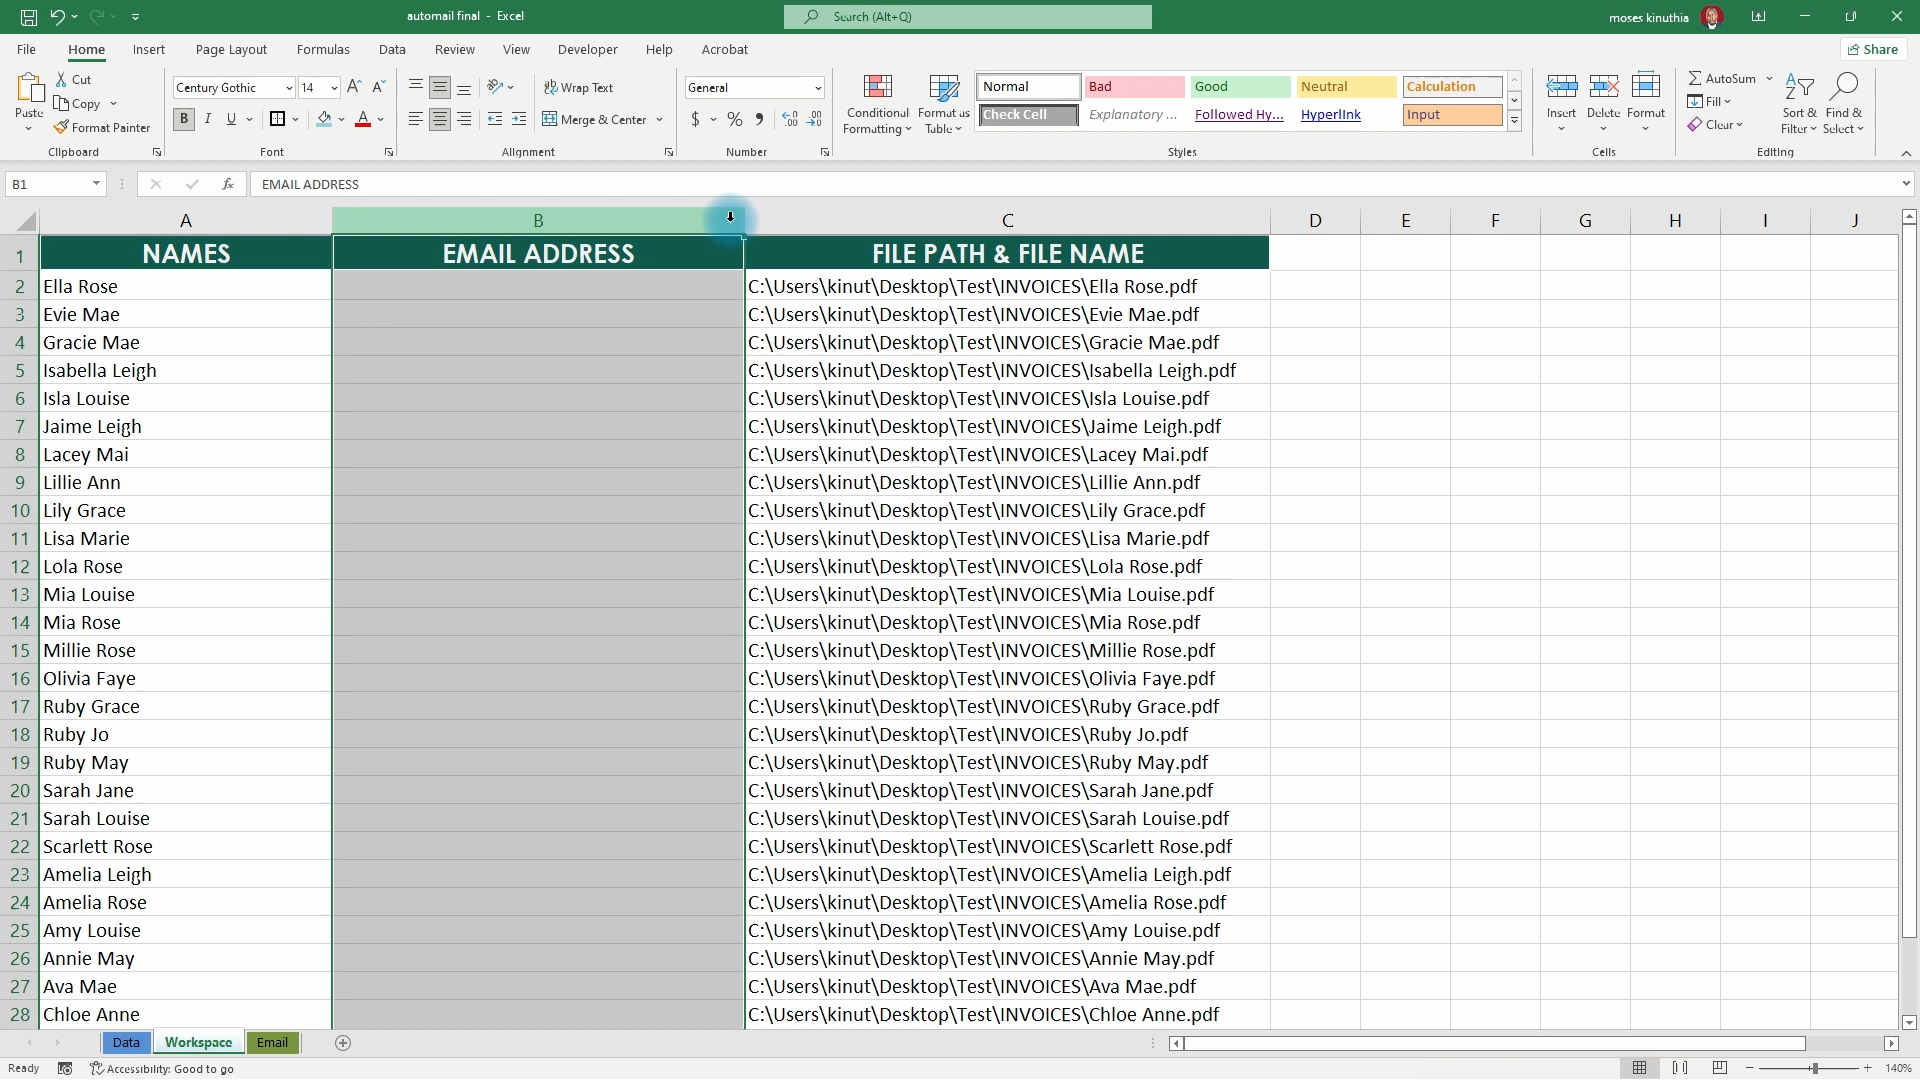 automail final - Excel
Search (Alt+Q)
moses kinuthia
File Home Insert Page Layout Formulas Data Review View Developer Help Acrobat
Share
Paste
Cut
Copy
Format Painter
Clipboard
Century Gothic 14
B I U
Font
Wrap Text
Merge & Center
Alignment
General
$ % 9
Number
Conditional Formatting
Format as Table
Normal Bad Good Neutral Calculation
Check Cell Explanatory ... Followed Hy... Hyperlink Input
Styles
Insert Delete Format
Cells
AutoSum
Fill
Clear
Sort & Filter
Find & Select
Editing
B1
fx
EMAIL ADDRESS
A B C D E F G H I J
1 NAMES EMAIL ADDRESS FILE PATH & FILE NAME
2 Ella Rose C:\Users\kinut\Desktop\Test\INVOICES\Ella Rose.pdf
3 Evie Mae C:\Users\kinut\Desktop\Test\INVOICES\Evie Mae.pdf
4 Gracie Mae C:\Users\kinut\Desktop\Test\INVOICES\Gracie Mae.pdf
5 Isabella Leigh C:\Users\kinut\Desktop\Test\INVOICES\Isabella Leigh.pdf
6 Isla Louise C:\Users\kinut\Desktop\Test\INVOICES\Isla Louise.pdf
7 Jaime Leigh C:\Users\kinut\Desktop\Test\INVOICES\Jaime Leigh.pdf
8 Lacey Mai C:\Users\kinut\Desktop\Test\INVOICES\Lacey Mai.pdf
9 Lillie Ann C:\Users\kinut\Desktop\Test\INVOICES\Lillie Ann.pdf
10 Lily Grace C:\Users\kinut\Desktop\Test\INVOICES\Lily Grace.pdf
11 Lisa Marie C:\Users\kinut\Desktop\Test\INVOICES\Lisa Marie.pdf
12 Lola Rose C:\Users\kinut\Desktop\Test\INVOICES\Lola Rose.pdf
13 Mia Louise C:\Users\kinut\Desktop\Test\INVOICES\Mia Louise.pdf
14 Mia Rose C:\Users\kinut\Desktop\Test\INVOICES\Mia Rose.pdf
15 Millie Rose C:\Users\kinut\Desktop\Test\INVOICES\Millie Rose.pdf
16 Olivia Faye C:\Users\kinut\Desktop\Test\INVOICES\Olivia Faye.pdf
17 Ruby Grace C:\Users\kinut\Desktop\Test\INVOICES\Ruby Grace.pdf
18 Ruby Jo C:\Users\kinut\Desktop\Test\INVOICES\Ruby Jo.pdf
19 Ruby May C:\Users\kinut\Desktop\Test\INVOICES\Ruby May.pdf
20 Sarah Jane C:\Users\kinut\Desktop\Test\INVOICES\Sarah Jane.pdf
21 Sarah Louise C:\Users\kinut\Desktop\Test\INVOICES\Sarah Louise.pdf
22 Scarlett Rose C:\Users\kinut\Desktop\Test\INVOICES\Scarlett Rose.pdf
23 Amelia Leigh C:\Users\kinut\Desktop\Test\INVOICES\Amelia Leigh.pdf
24 Amelia Rose C:\Users\kinut\Desktop\Test\INVOICES\Amelia Rose.pdf
25 Amy Louise C:\Users\kinut\Desktop\Test\INVOICES\Amy Louise.pdf
26 Annie May C:\Users\kinut\Desktop\Test\INVOICES\Annie May.pdf
27 Ava Mae C:\Users\kinut\Desktop\Test\INVOICES\Ava Mae.pdf
28 Chloe Anne C:\Users\kinut\Desktop\Test\INVOICES\Chloe Anne.pdf
Data Workspace Email
Ready Accessibility: Good to go
140%